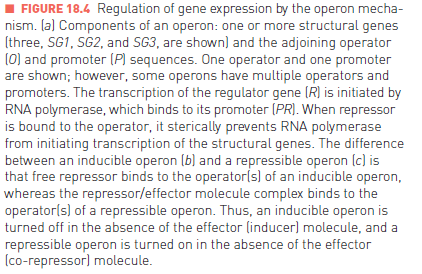 ■ FIGURE 18.4 Regulation of gene expression by the operon mecha-
nism. (a) Components of an operon: one or more structural genes
(three, SG1, SG2, and SG3, are shown) and the adjoining operator
(O) and promoter (P) sequences. One operator and one promoter
are shown; however, some operons have multiple operators and
promoters. The transcription of the regulator gene (R) is initiated by
RNA polymerase, which binds to its promoter (PR). When repressor
is bound to the operator, it sterically prevents RNA polymerase
from initiating transcription of the structural genes. The difference
between an inducible operon (b) and a repressible operon (c) is
that free repressor binds to the operator(s) of an inducible operon,
whereas the repressor/effector molecule complex binds to the
operator(s) of a repressible operon. Thus, an inducible operon is
turned off in the absence of the effector (inducer) molecule, and a
repressible operon is turned on in the absence of the effector
(co-repressor) molecule.